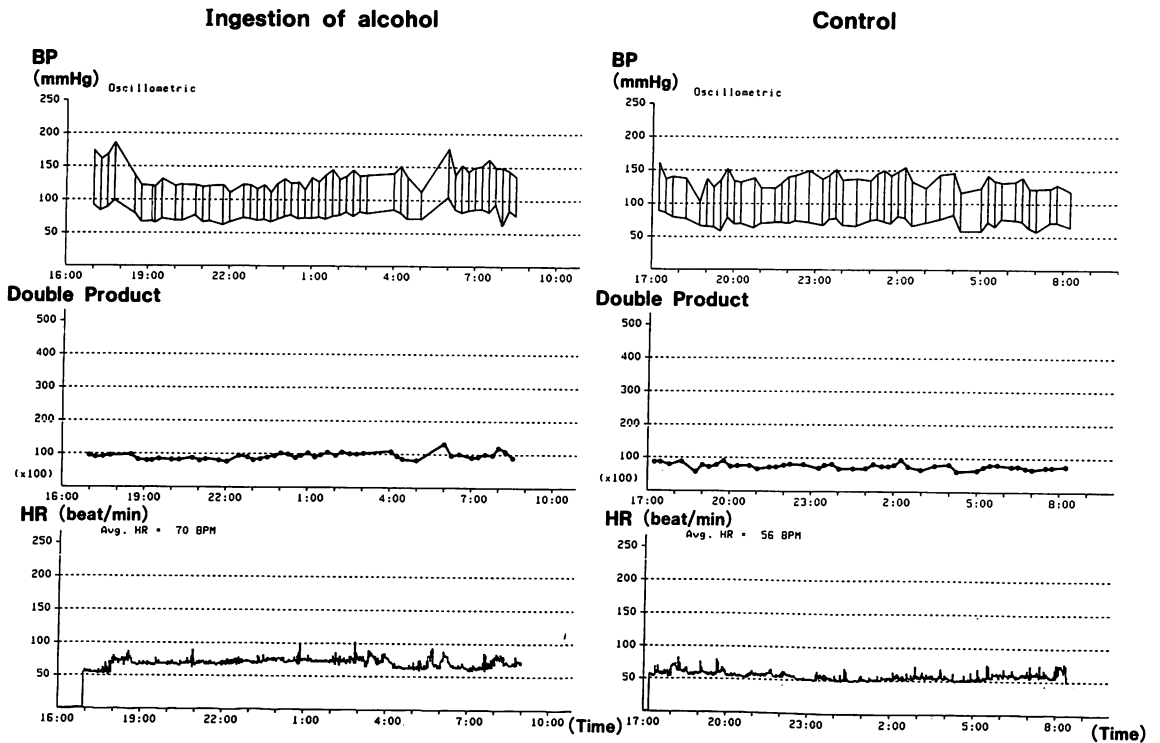 Ingestion of alcohol
BP
(mmHg)
Oscillometric
250
200
150
100
50
16:00 19:00 22:00 1:00 4:00 7:00 10:00
Double Product
500
400
300
200
100
(x100)
16:00 19:00 22:00 1:00 4:00 7:00 10:00
HR (beat/min)
Avg. HR = 70 BPM
250
200
150
100
50
16:00 19:00 22:00 1:00 4:00 7:00 10:00 (Time)
Control
BP
(mmHg)
Oscillometric
250
200
150
100
50
17:00 20:00 23:00 2:00 5:00 8:00
Double Product
500
400
300
200
100
(x100)
17:00 20:00 23:00 2:00 5:00 8:00
HR (beat/min)
Avg. HR = 56 BPM
250
200
150
100
50
17:00 20:00 23:00 2:00 5:00 8:00 (Time)